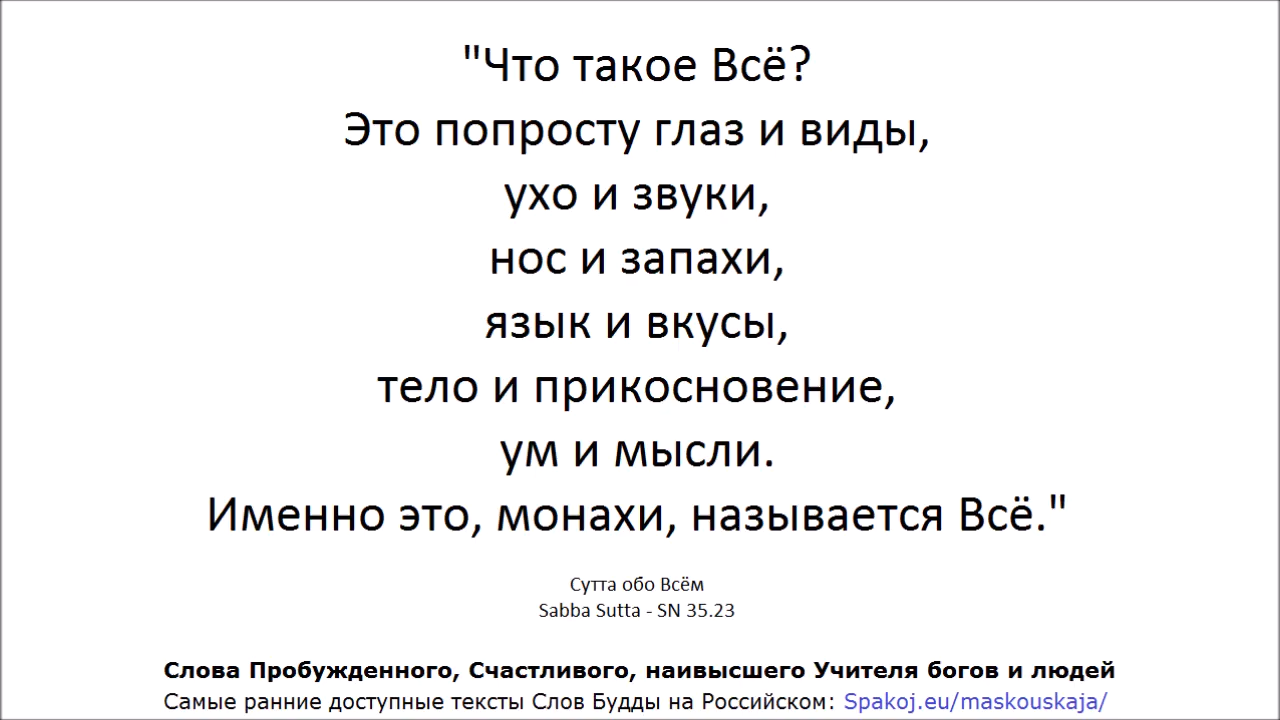 "Что такое Всё?
Это попросту глаз и виды,
ухо и звуки,
нос и запахи,
язык и вкусы,
тело и прикосновение,
ум и мысли.
Именно это, монахи, называется Всё."
Сутта обо Всём
Sabba Sutta - SN 35.23
Слова Пробужденного, Счастливого, наивысшего Учителя богов и людей
Самые ранние доступные тексты Слов Будды на Российском: Spakoj.eu/maskouskaja/